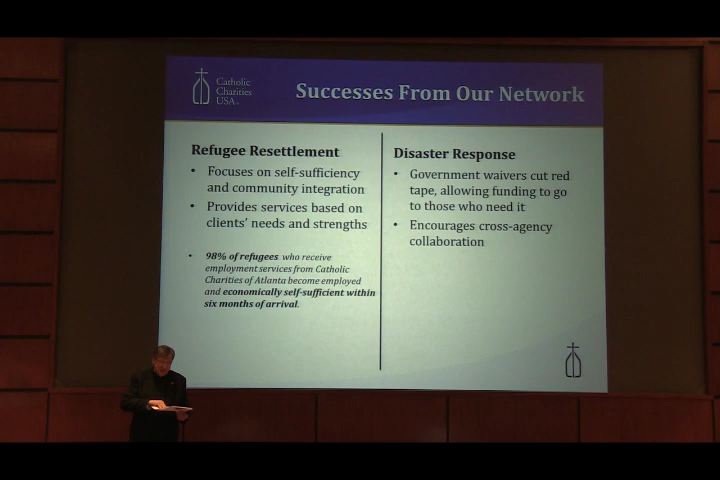 Catholic
Charities
USA.
Successes From Our Network
Refugee Resettlement
• Focuses on self-sufficiency
and community integration
• Provides services based on
clients' needs and strengths
• 98% of refugees who receive
employment services from Catholic
Charities of Atlanta become employed
and economically self-sufficient within
six months of arrival.
Disaster Response
• Government waivers cut red
tape, allowing funding to go
to those who need it
• Encourages cross-agency
collaboration